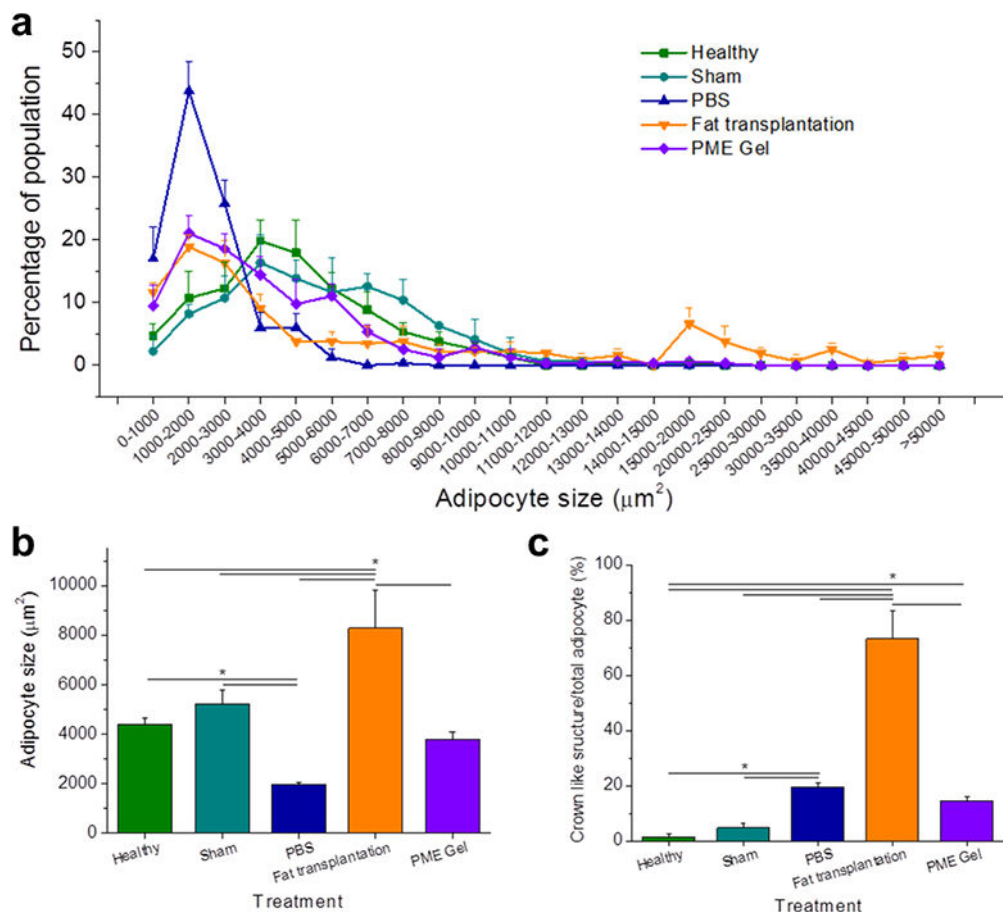 a
50
40
30
20
10
0
Percentage of population
Healthy
Sham
PBS
Fat transplantation
PME Gel
0-1000
1000-2000
2000-3000
3000-4000
4000-5000
5000-6000
6000-7000
7000-8000
8000-9000
9000-10000
10000-11000
11000-12000
12000-13000
13000-14000
14000-15000
15000-20000
20000-25000
25000-30000
30000-35000
35000-40000
40000-45000
45000-50000
>50000
Adipocyte size (μm²)
b
10000
8000
6000
4000
2000
0
Adipocyte size (μm²)
*
*
Healthy
Sham
PBS
Fat transplantation
PME Gel
Treatment
c
100
80
60
40
20
0
Crown like sructure/total adipocyte (%)
*
*
Healthy
Sham
PBS
Fat transplantation
PME Gel
Treatment